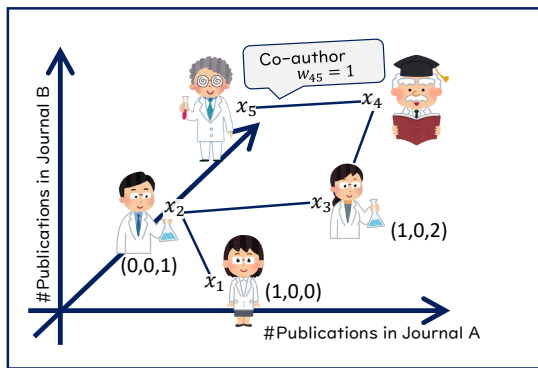 Co-author
w₄₅ = 1
x₅
x₄
#Publications in Journal B
x₂
x₃
(1,0,2)
(0,0,1)
x₁
(1,0,0)
#Publications in Journal A